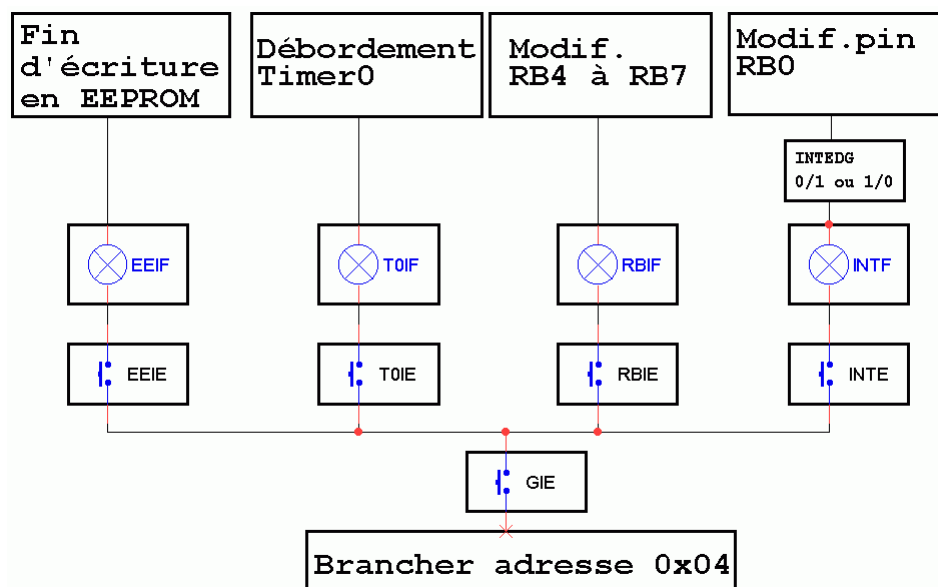 Fin
d'écriture
en EEPROM
Débordement
Timer0
Modif.
RB4 à RB7
Modif.pin
RB0
INTEDG
0/1 ou 1/0
EEIF
T0IF
RBIF
INTF
EEIE
T0IE
RBIE
INTE
GIE
Brancher adresse 0x04